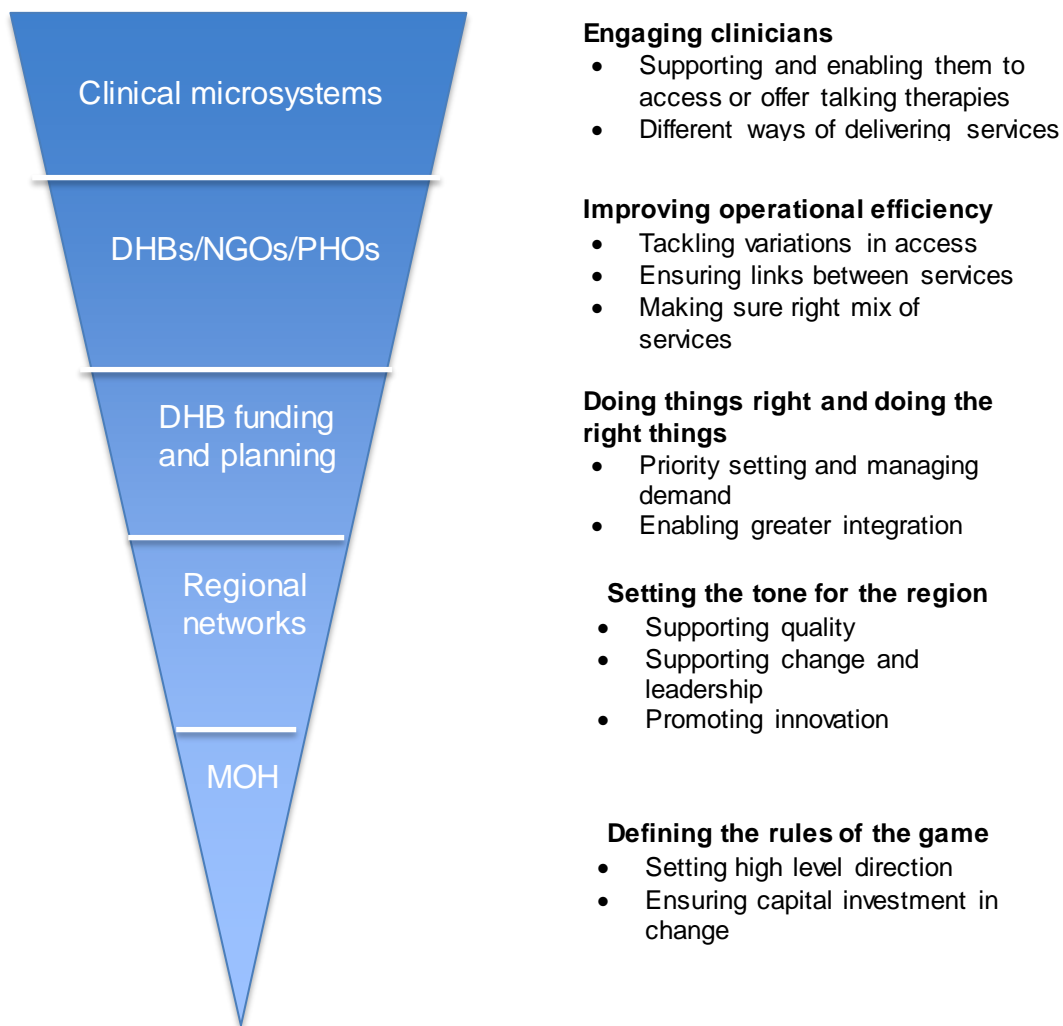 Clinical microsystems
Engaging clinicians
• Supporting and enabling them to
access or offer talking therapies
• Different ways of delivering services
DHBs/NGOs/PHOs
Improving operational efficiency
• Tackling variations in access
• Ensuring links between services
• Making sure right mix of
services
DHB funding
and planning
Doing things right and doing the
right things
• Priority setting and managing
demand
• Enabling greater integration
Regional
networks
Setting the tone for the region
• Supporting quality
• Supporting change and
leadership
• Promoting innovation
MOH
Defining the rules of the game
• Setting high level direction
• Ensuring capital investment in
change